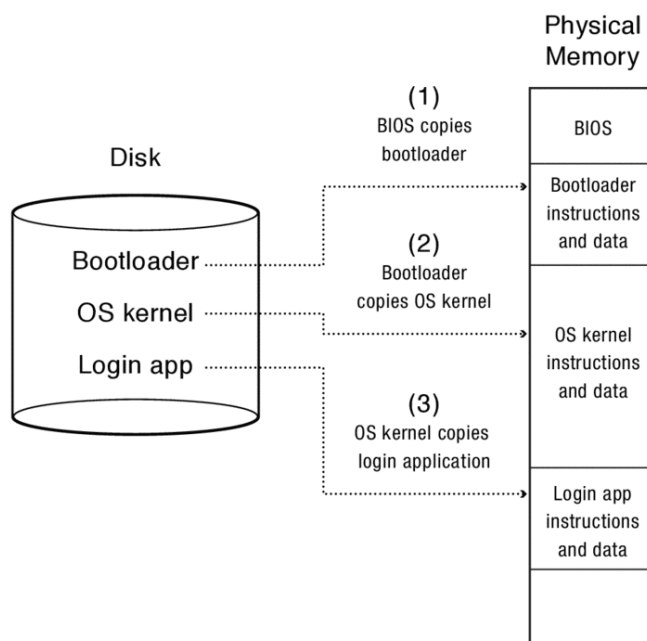 Physical
Memory
(1)
BIOS copies
bootloader
BIOS
Disk
Bootloader
instructions
and data
Bootloader
(2)
Bootloader
copies OS kernel
OS kernel
OS kernel
instructions
and data
Login app
(3)
OS kernel copies
login application
Login app
instructions
and data